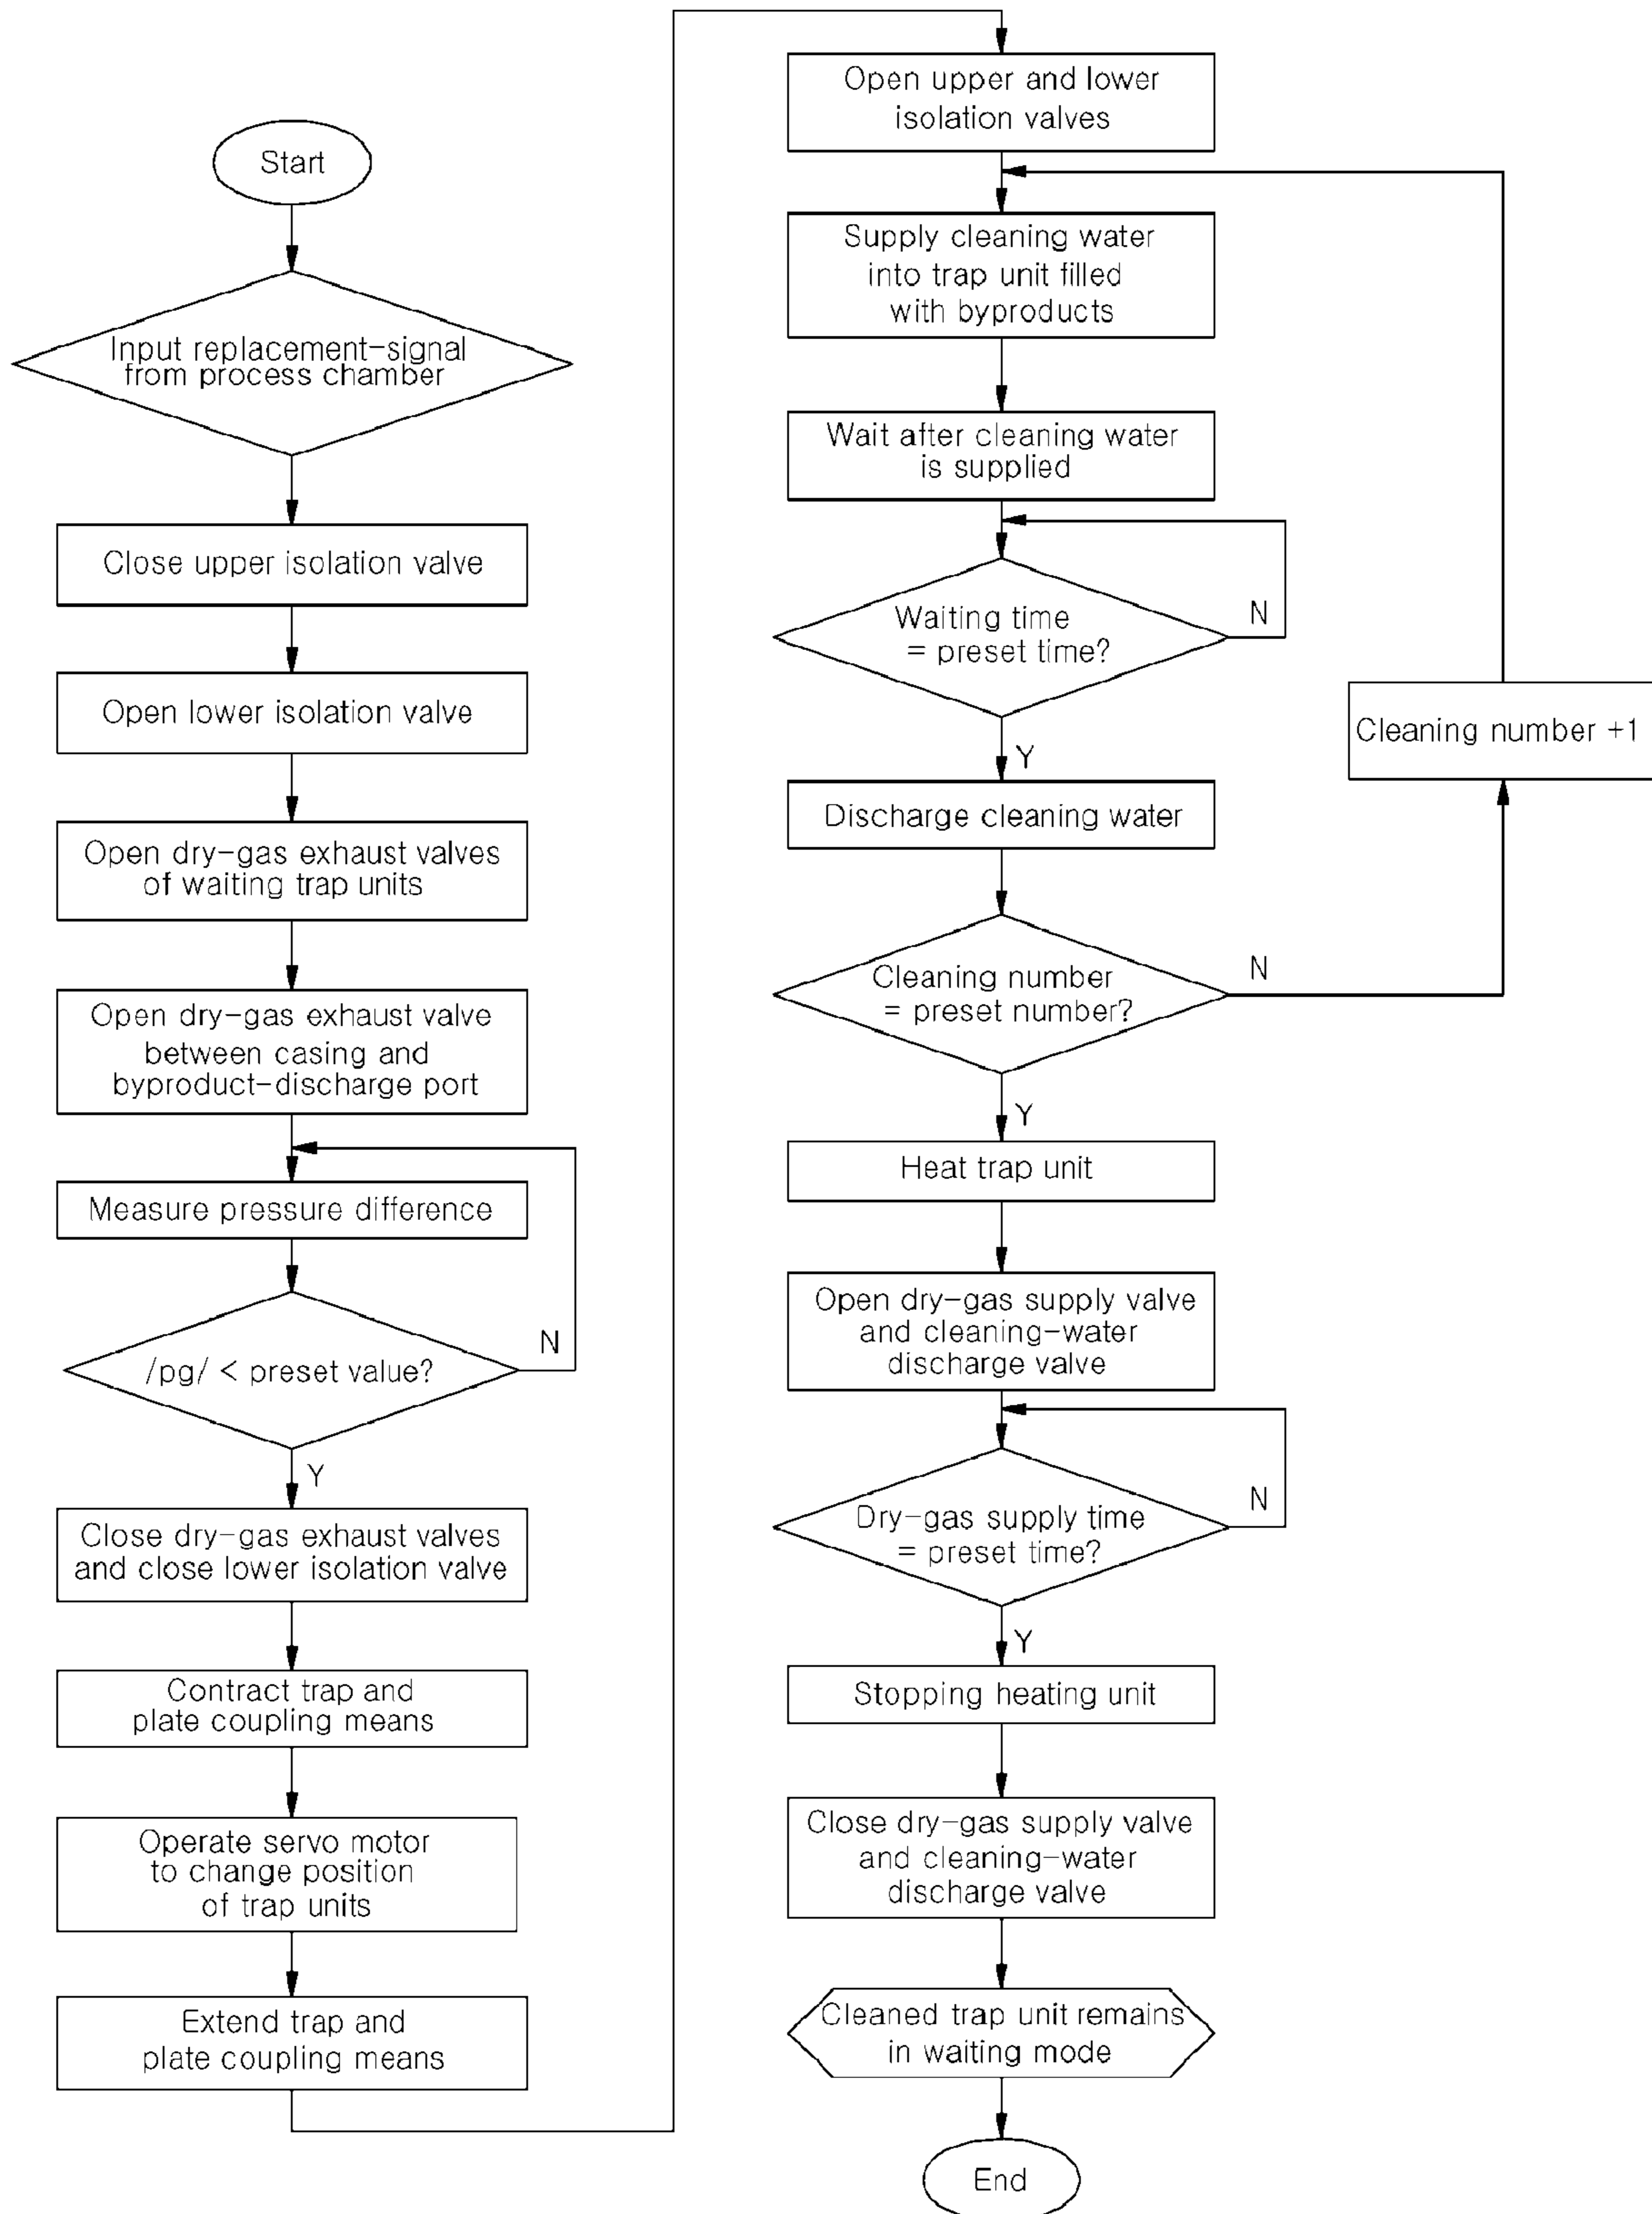 Start
Input replacement-signal
from process chamber
Close upper isolation valve
Open lower isolation valve
Open dry-gas exhaust valves
of waiting trap units
Open dry-gas exhaust valve
between casing and
byproduct-discharge port
Measure pressure difference
/pg/ < preset value?
N
Y
Close dry-gas exhaust valves
and close lower isolation valve
Contract trap and
plate coupling means
Operate servo motor
to change position
of trap units
Extend trap and
plate coupling means
Open upper and lower
isolation valves
Supply cleaning water
into trap unit filled
with byproducts
Wait after cleaning water
is supplied
Waiting time
= preset time?
N
Y
Discharge cleaning water
Cleaning number
= preset number?
N
Cleaning number +1
Y
Heat trap unit
Open dry-gas supply valve
and cleaning-water
discharge valve
Dry-gas supply time
= preset time?
N
Y
Stopping heating unit
Close dry-gas supply valve
and cleaning-water
discharge valve
Cleaned trap unit remains
in waiting mode
End